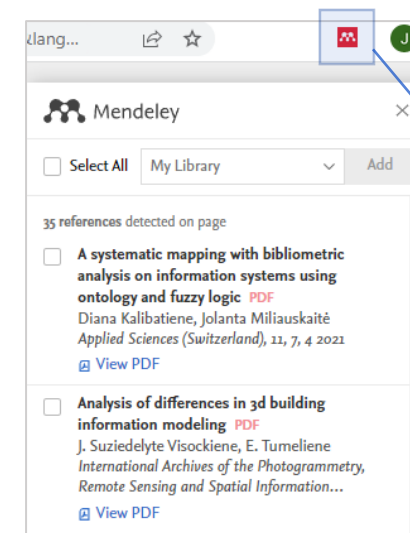 lang...
J
Mendeley
Select All My Library Add
35 references detected on page
A systematic mapping with bibliometric
analysis on information systems using
ontology and fuzzy logic PDF
Diana Kalibatiene, Jolanta Miliauskaitė
Applied Sciences (Switzerland), 11, 7, 4 2021
View PDF
Analysis of differences in 3d building
information modeling PDF
J. Suziedelyte Visockiene, E. Tumeliene
International Archives of the Photogrammetry,
Remote Sensing and Spatial Information...
View PDF